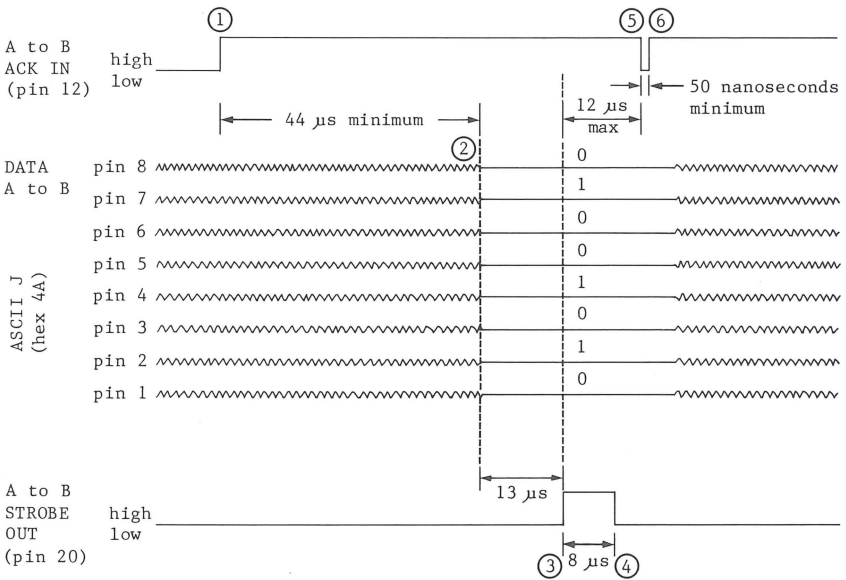 ① ⑤ ⑥
A to B
ACK IN
(pin 12)
high
low
50 nanoseconds
minimum
12 µs
max
44 µs minimum
②
DATA
A to B
ASCII J
(hex 4A)
pin 8 0
pin 7 1
pin 6 0
pin 5 0
pin 4 1
pin 3 0
pin 2 1
pin 1 0
13 µs
A to B
STROBE
OUT
(pin 20)
high
low
③ 8 µs ④